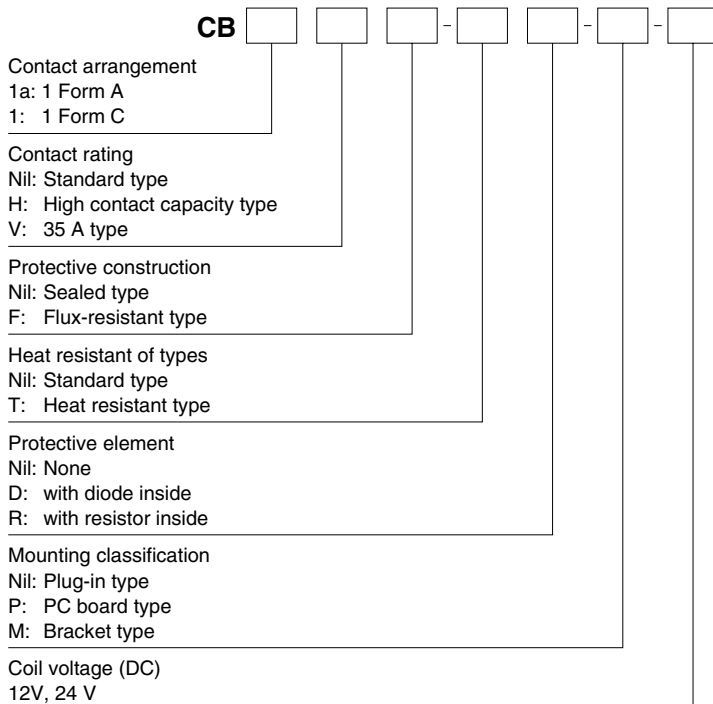 CB - - -
Contact arrangement
1a: 1 Form A
1: 1 Form C
Contact rating
Nil: Standard type
H: High contact capacity type
V: 35 A type
Protective construction
Nil: Sealed type
F: Flux-resistant type
Heat resistant of types
Nil: Standard type
T: Heat resistant type
Protective element
Nil: None
D: with diode inside
R: with resistor inside
Mounting classification
Nil: Plug-in type
P: PC board type
M: Bracket type
Coil voltage (DC)
12V, 24 V